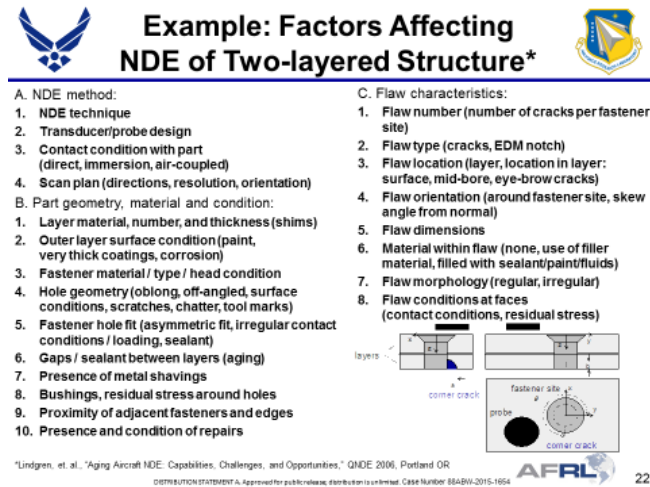 Example: Factors Affecting
NDE of Two-layered Structure*
A. NDE method:
1. NDE technique
2. Transducer/probe design
3. Contact condition with part
(direct, immersion, air-coupled)
4. Scan plan (directions, resolution, orientation)
B. Part geometry, material and condition:
1. Layer material, number, and thickness (shims)
2. Outer layer surface condition (paint,
very thick coatings, corrosion)
3. Fastener material / type / head condition
4. Hole geometry (oblong, off-angled, surface
conditions, scratches, chatter, tool marks)
5. Fastener hole fit (asymmetric fit, irregular contact
conditions / loading, sealant)
6. Gaps / sealant between layers (aging)
7. Presence of metal shavings
8. Bushings, residual stress around holes
9. Proximity of adjacent fasteners and edges
10. Presence and condition of repairs
C. Flaw characteristics:
1. Flaw number (number of cracks per fastener
site)
2. Flaw type (cracks, EDM notch)
3. Flaw location (layer, location in layer:
surface, mid-bore, eye-brow cracks)
4. Flaw orientation (around fastener site, skew
angle from normal)
5. Flaw dimensions
6. Material within flaw (none, use of filler
material, filled with sealant/paint/fluids)
7. Flaw morphology (regular, irregular)
8. Flaw conditions at faces
(contact conditions, residual stress)
layers
x
y
x
corner crack
fastener site
x
probe
y
corner crack
*Lindgren, et. al., "Aging Aircraft NDE: Capabilities, Challenges, and Opportunities," QNDE 2006, Portland OR
AFRL
DISTRIBUTION STATEMENT A. Approved for public release; distribution is unlimited. Case Number 88ABW-2015-1654
22